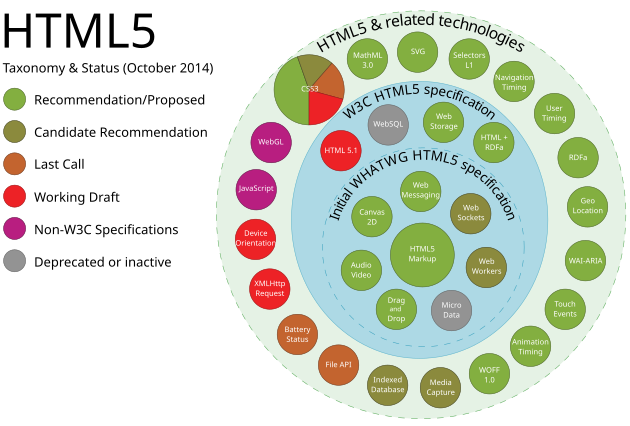 HTML5
Taxonomy & Status (October 2014)
Recommendation/Proposed
Candidate Recommendation
Last Call
Working Draft
Non-W3C Specifications
Deprecated or inactive
HTML5 & related technologies
MathML
3.0
SVG
Selectors
L1
Navigation
Timing
User
Timing
RDFa
Geo
Location
WAI-ARIA
Touch
Events
Animation
Timing
WOFF
1.0
Media
Capture
Indexed
Database
File API
Battery
Status
XMLHttp
Request
Device
Orientation
JavaScript
WebGL
CSS3
W3C HTML5 specification
HTML 5.1
WebSQL
Web
Storage
HTML +
RDFa
Initial WHATWG HTML5 specification
Web
Messaging
Web
Sockets
Web
Workers
Micro
Data
Drag
and
Drop
Audio
Video
Canvas
2D
HTML5
Markup